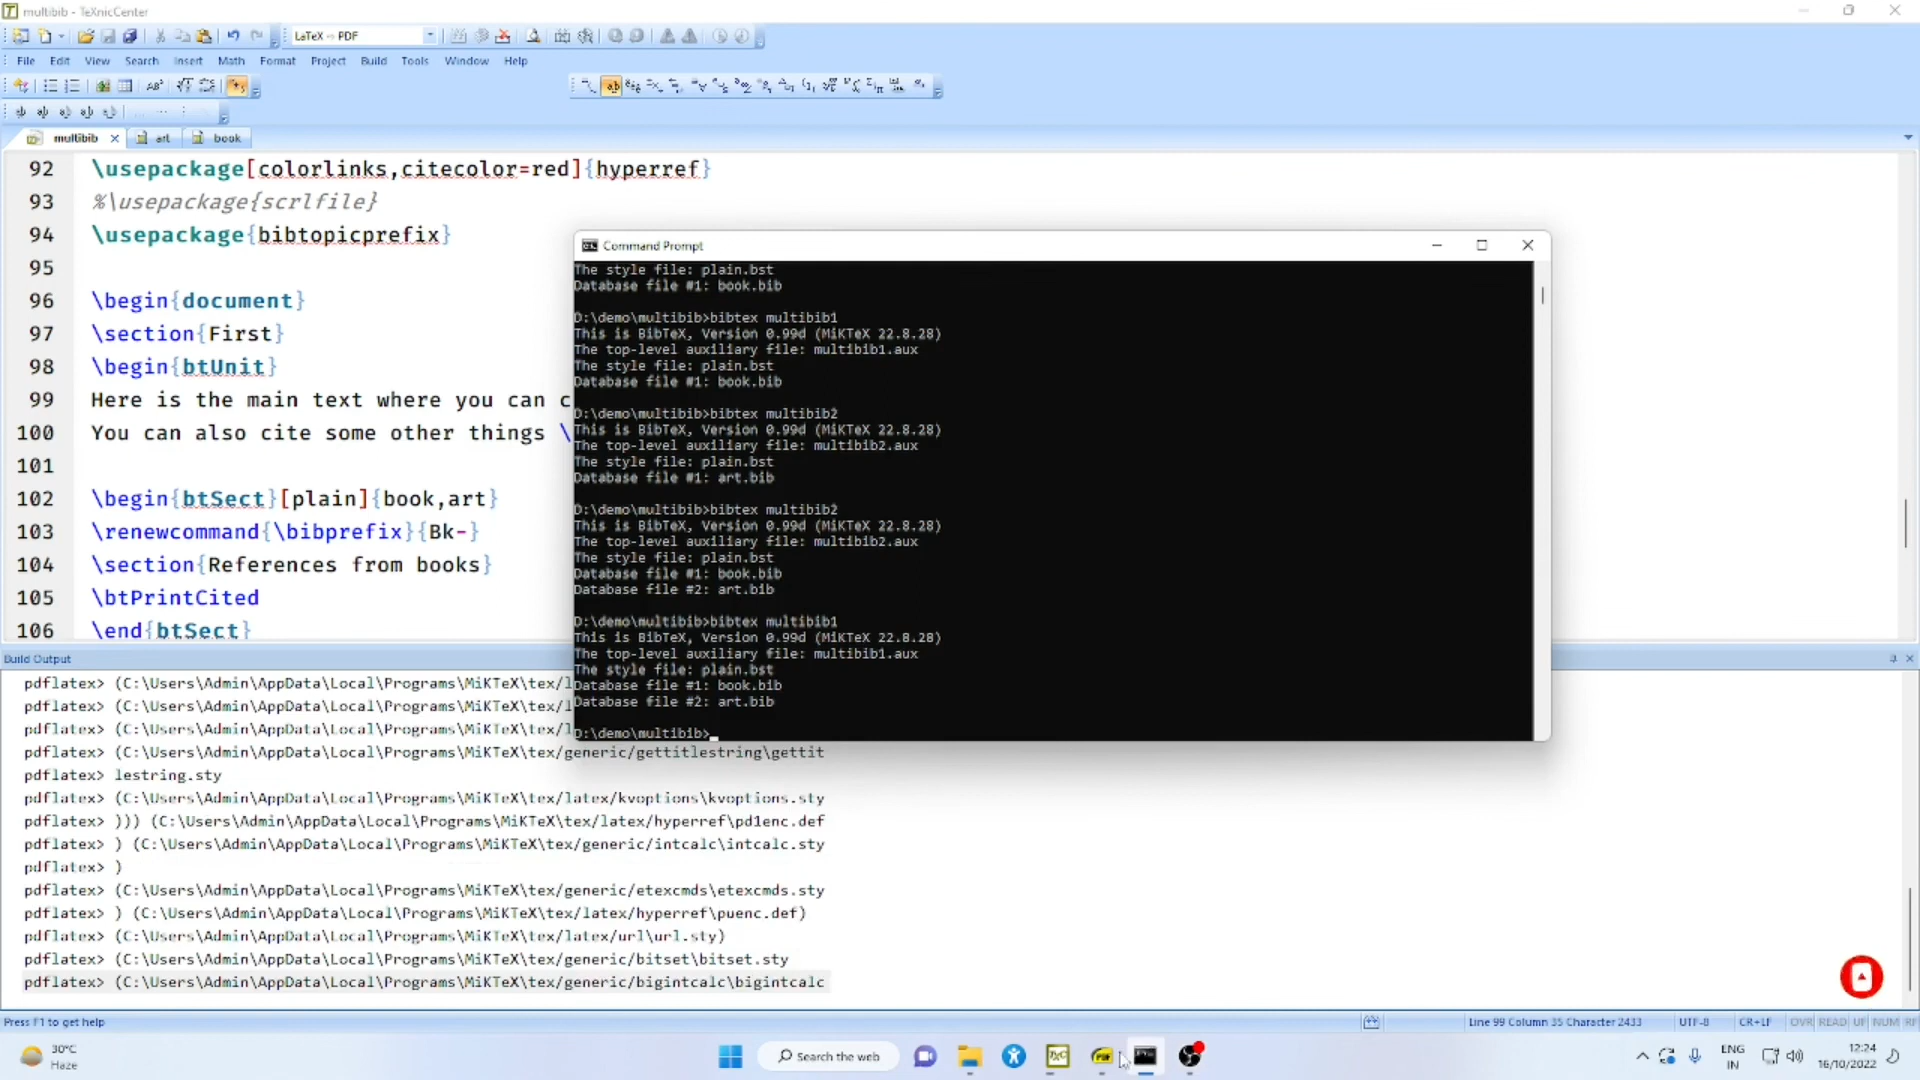 multibib - TeXnicCenter
LaTeX ⇨ PDF
File Edit View Search Insert Math Format Project Build Tools Window Help
multibib art book
92 \usepackage[colorlinks,citecolor=red]{hyperref}
93 %\usepackage{scrlfile}
94 \usepackage{bibtopicprefix}
95
96 \begin{document}
97 \section{First}
98 \begin{btUnit}
99 Here is the main text where you can c
100 You can also cite some other things \
101
102 \begin{btSect}[plain]{book,art}
103 \renewcommand{\bibprefix}{Bk-}
104 \section{References from books}
105 \btPrintCited
106 \end{btSect}
Command Prompt
The style file: plain.bst
Database file #1: book.bib
D:\demo\multibib>bibtex multibib1
This is BibTeX, Version 0.99d (MiKTeX 22.8.28)
The top-level auxiliary file: multibib1.aux
The style file: plain.bst
Database file #1: book.bib
D:\demo\multibib>bibtex multibib2
This is BibTeX, Version 0.99d (MiKTeX 22.8.28)
The top-level auxiliary file: multibib2.aux
The style file: plain.bst
Database file #1: art.bib
D:\demo\multibib>bibtex multibib2
This is BibTeX, Version 0.99d (MiKTeX 22.8.28)
The top-level auxiliary file: multibib2.aux
The style file: plain.bst
Database file #1: book.bib
Database file #2: art.bib
D:\demo\multibib>bibtex multibib1
This is BibTeX, Version 0.99d (MiKTeX 22.8.28)
The top-level auxiliary file: multibib1.aux
The style file: plain.bst
Database file #1: book.bib
Database file #2: art.bib
D:\demo\multibib>_
Build Output
pdflatex> (C:\Users\Admin\AppData\Local\Programs\MiKTeX\tex/l
pdflatex> (C:\Users\Admin\AppData\Local\Programs\MiKTeX\tex/l
pdflatex> (C:\Users\Admin\AppData\Local\Programs\MiKTeX\tex/l
pdflatex> (C:\Users\Admin\AppData\Local\Programs\MiKTeX\tex/generic/gettitlestring\gettit
pdflatex> lestring.sty
pdflatex> (C:\Users\Admin\AppData\Local\Programs\MiKTeX\tex/latex/kvoptions\kvoptions.sty
pdflatex> ))) (C:\Users\Admin\AppData\Local\Programs\MiKTeX\tex/latex/hyperref\pd1enc.def
pdflatex> ) (C:\Users\Admin\AppData\Local\Programs\MiKTeX\tex/generic/intcalc\intcalc.sty
pdflatex> )
pdflatex> (C:\Users\Admin\AppData\Local\Programs\MiKTeX\tex/generic/etexcmds\etexcmds.sty
pdflatex> ) (C:\Users\Admin\AppData\Local\Programs\MiKTeX\tex/latex/hyperref\puenc.def)
pdflatex> (C:\Users\Admin\AppData\Local\Programs\MiKTeX\tex/latex/url\url.sty)
pdflatex> (C:\Users\Admin\AppData\Local\Programs\MiKTeX\tex/generic/bitset\bitset.sty
pdflatex> (C:\Users\Admin\AppData\Local\Programs\MiKTeX\tex/generic/bigintcalc\bigintcalc
Press F1 to get help
Line 99 Column 35 Character 2433 UTF-8 CR+LF OVR READ UF NUM RF
30°C
Haze
Search the web
ENG
IN
12:24
16/10/2022